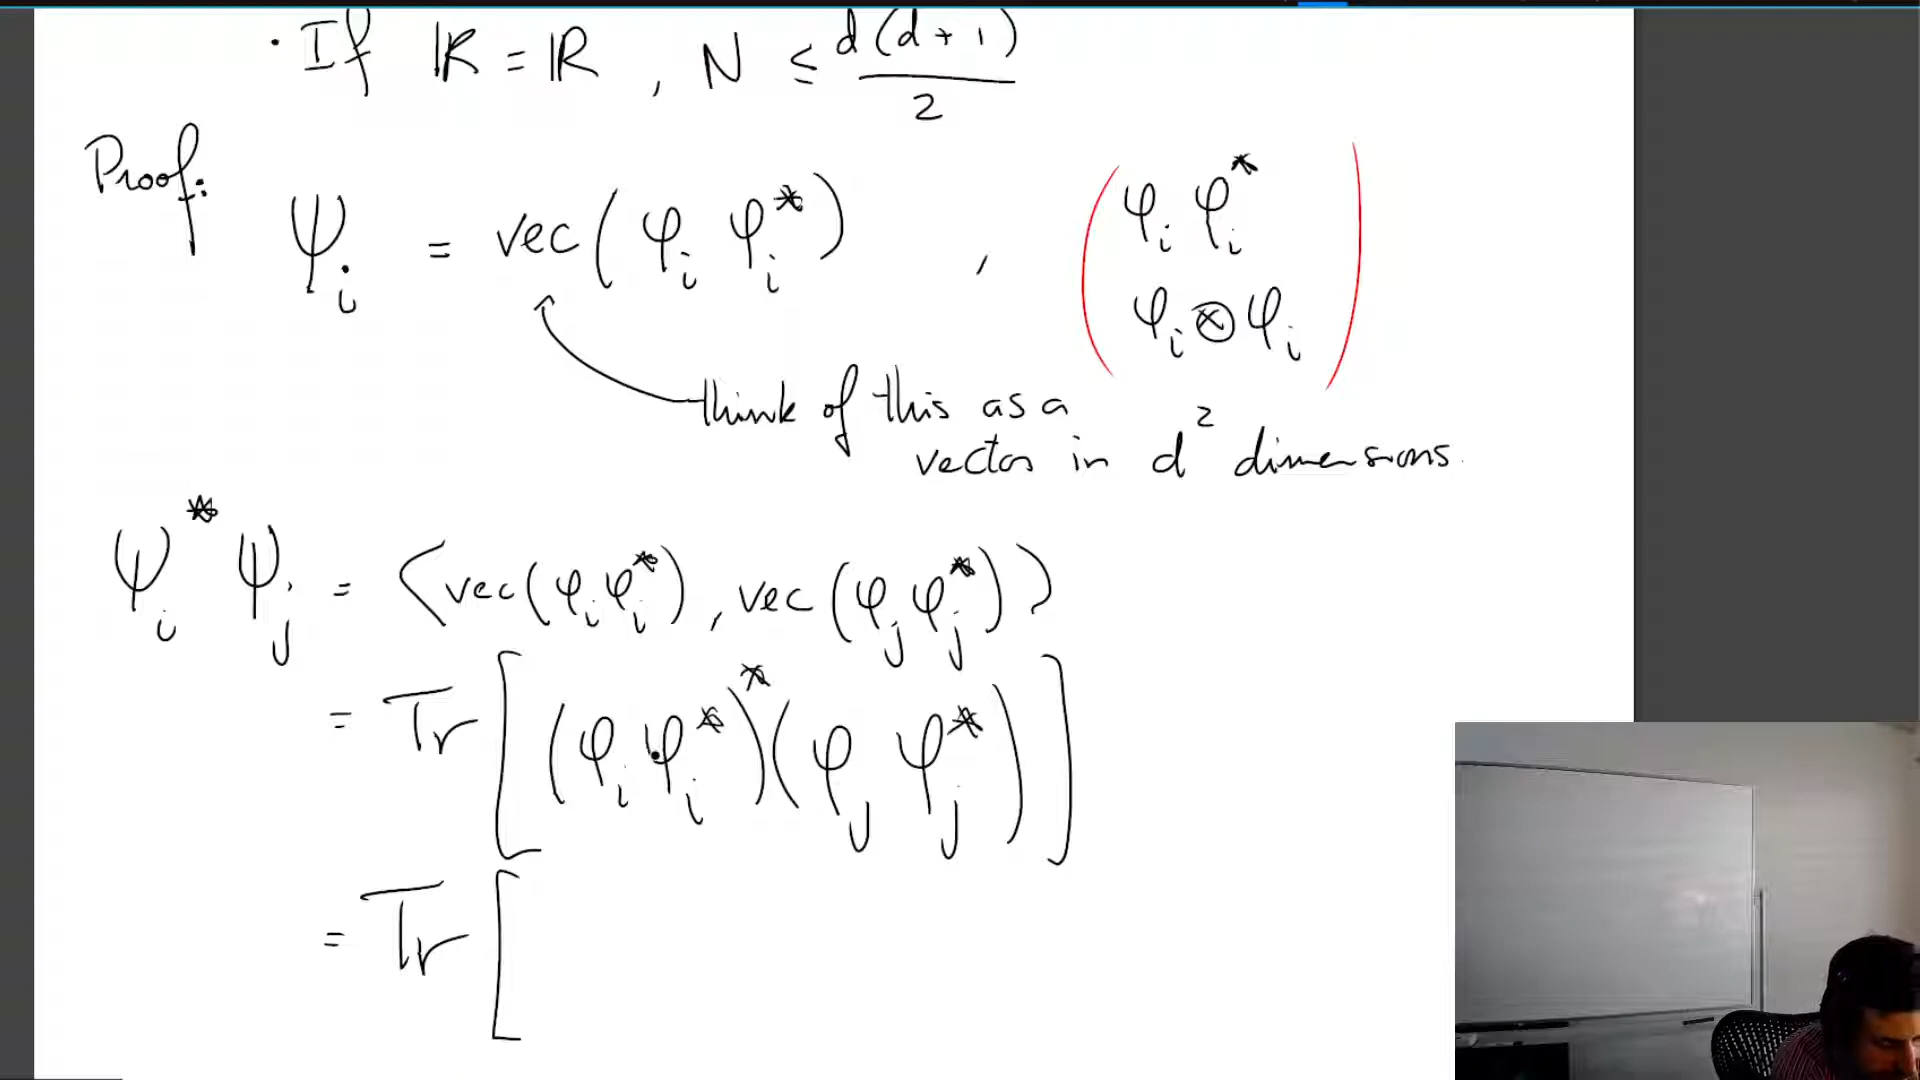 · If 𝕂 = ℝ , N ≤ d(d+1)/2
Proof:
Ψ_i = vec(φ_i φ_i^*) , (φ_i φ_i^*
φ_i ⊗ φ_i)
think of this as a
vector in d^2 dimensions.
Ψ_i^* Ψ_j = ⟨vec(φ_i φ_i^*), vec(φ_j φ_j^*)⟩
= Tr[(φ_i φ_i^*)^* (φ_j φ_j^*)]
= Tr[